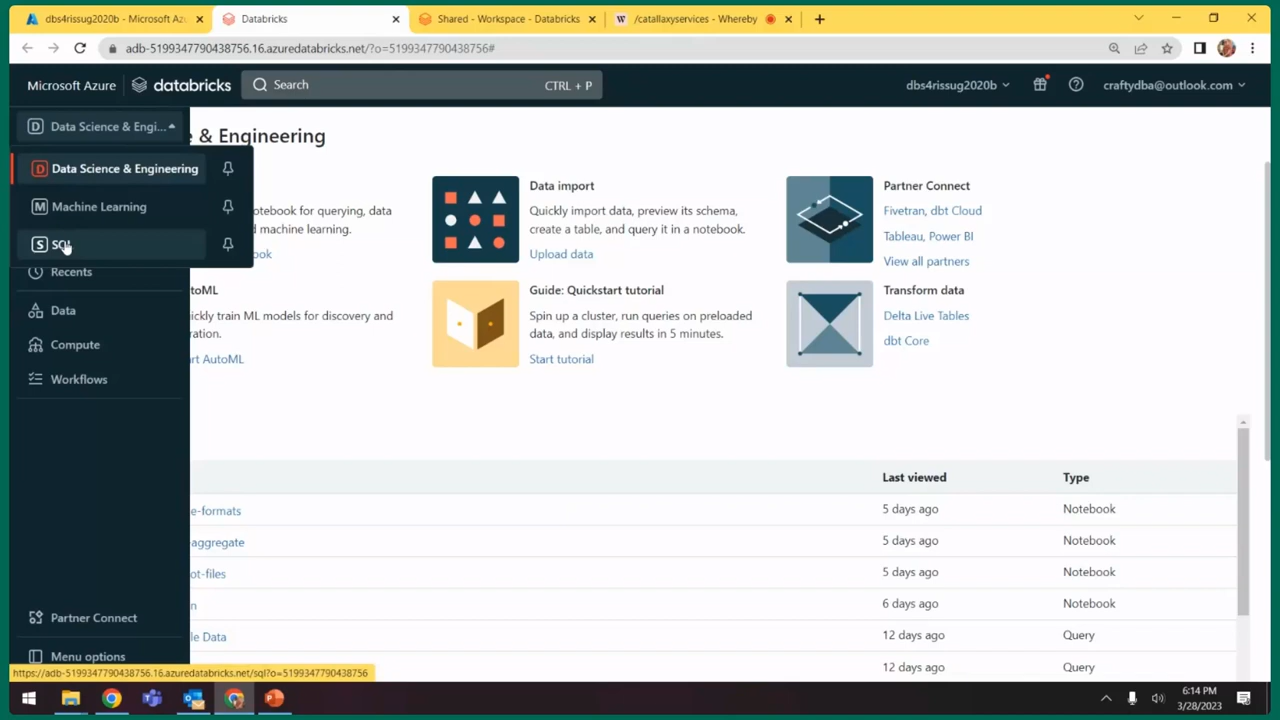 dbs4rissug2020b - Microsoft Az
Databricks
Shared - Workspace - Databricks
/catallaxyservices - Whereby
adb-5199347790438756.16.azuredatabricks.net/?o=5199347790438756#
Microsoft Azure
databricks
Search
CTRL + P
dbs4rissug2020b
craftydba@outlook.com
Data Science & Engi...
e & Engineering
Data Science & Engineering
Machine Learning
SQL
Recents
Data
Compute
Workflows
Partner Connect
Menu options
otebook for querying, data
d machine learning.
ook
Data import
Quickly import data, preview its schema,
create a table, and query it in a notebook.
Upload data
Partner Connect
Fivetran, dbt Cloud
Tableau, Power BI
View all partners
toML
uickly train ML models for discovery and
ration.
art AutoML
Guide: Quickstart tutorial
Spin up a cluster, run queries on preloaded
data, and display results in 5 minutes.
Start tutorial
Transform data
Delta Live Tables
dbt Core
Last viewed
Type
e-formats
5 days ago
Notebook
-aggregate
5 days ago
Notebook
ot-files
5 days ago
Notebook
n
6 days ago
Notebook
le Data
12 days ago
Query
12 days ago
Query
https://adb-5199347790438756.16.azuredatabricks.net/sql?o=5199347790438756
6:14 PM
3/28/2023